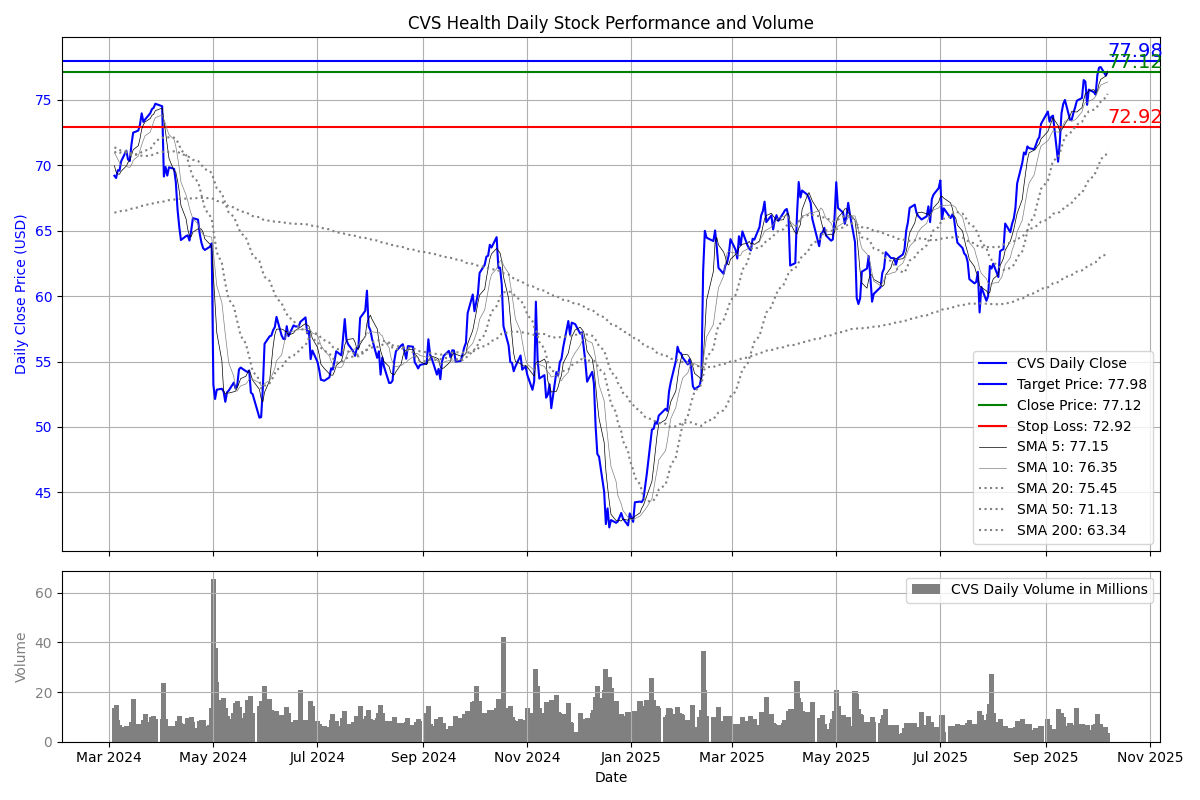 CVS Health Daily Stock Performance and Volume
77.98
77.12
72.92
Daily Close Price (USD)
75
70
65
60
55
50
45
CVS Daily Close
Target Price: 77.98
Close Price: 77.12
Stop Loss: 72.92
SMA 5: 77.15
SMA 10: 76.35
SMA 20: 75.45
SMA 50: 71.13
SMA 200: 63.34
Volume
60
40
20
0
CVS Daily Volume in Millions
Mar 2024 May 2024 Jul 2024 Sep 2024 Nov 2024 Jan 2025 Mar 2025 May 2025 Jul 2025 Sep 2025 Nov 2025
Date